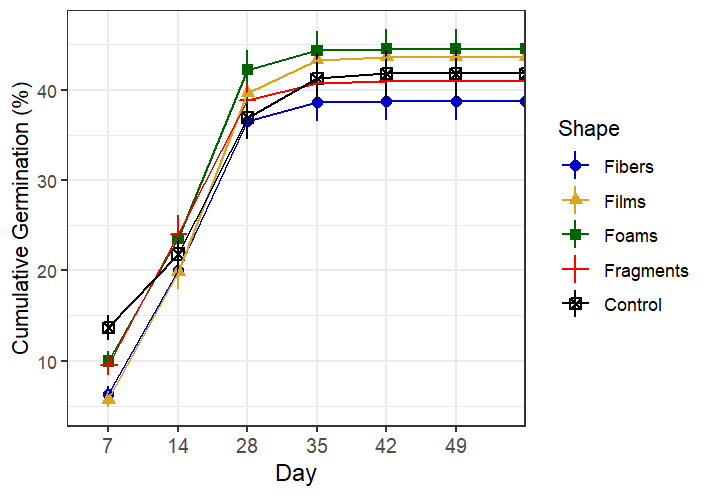 Cumulative Germination (%)
40
30
20
10
7 14 28 35 42 49
Day
Shape
Fibers
Films
Foams
Fragments
Control